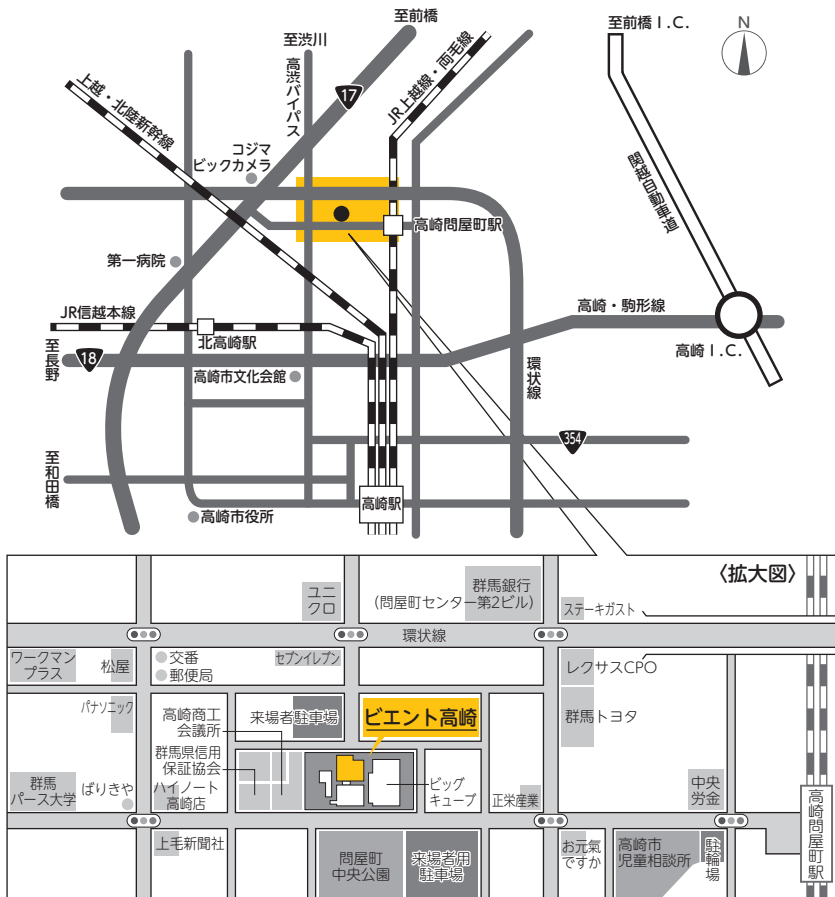 至前橋
至渋川
高渋バイパス
17
上越・北陸新幹線
JR上越線・両毛線
至前橋 I.C.
N
コジマ
ビックカメラ
関越自動車道
高崎問屋町駅
第一病院
JR信越本線
北高崎駅
高崎・駒形線
高崎 I.C.
至長野
18
高崎市文化会館
環状線
354
至和田橋
高崎駅
高崎市役所
〈拡大図〉
ユニ
クロ
群馬銀行
(問屋町センター第2ビル)
ステーキガスト
環状線
ワークマン
プラス
松屋
交番
郵便局
セブンイレブン
レクサスCPO
パナソニック
高崎商工
会議所
来場者駐車場
ビエント高崎
群馬トヨタ
群馬県信用
保証協会
群馬
パース大学
ばりきや
ハイノート
高崎店
ビッグ
キューブ
正栄産業
中央
労金
高崎問屋町駅
上毛新聞社
問屋町
中央公園
来場者用
駐車場
お元氣
ですか
高崎市
児童相談所
駐輪場